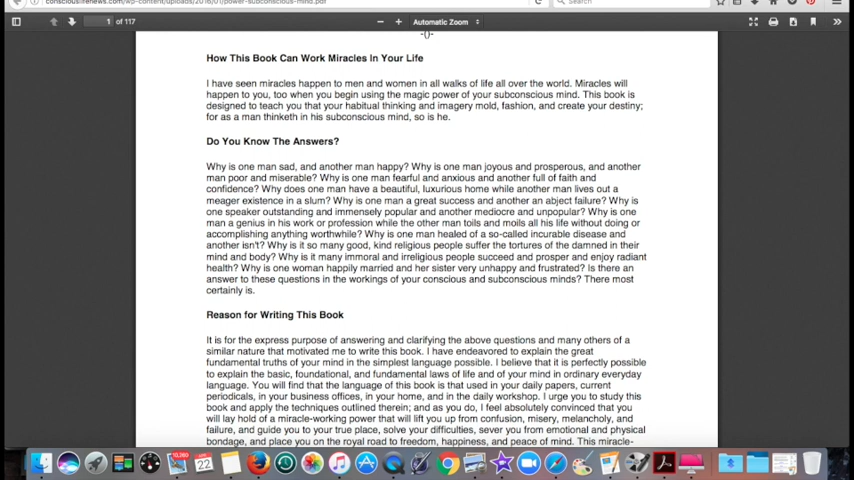 consciouslifenews.com/wp-content/uploads/2016/01/power-subconscious-mind.pdf
Search
1 of 117
Automatic Zoom
-()-
How This Book Can Work Miracles In Your Life
I have seen miracles happen to men and women in all walks of life all over the world. Miracles will
happen to you, too when you begin using the magic power of your subconscious mind. This book is
designed to teach you that your habitual thinking and imagery mold, fashion, and create your destiny;
for as a man thinketh in his subconscious mind, so is he.
Do You Know The Answers?
Why is one man sad, and another man happy? Why is one man joyous and prosperous, and another
man poor and miserable? Why is one man fearful and anxious and another full of faith and
confidence? Why does one man have a beautiful, luxurious home while another man lives out a
meager existence in a slum? Why is one man a great success and another an abject failure? Why is
one speaker outstanding and immensely popular and another mediocre and unpopular? Why is one
man a genius in his work or profession while the other man toils and moils all his life without doing or
accomplishing anything worthwhile? Why is one man healed of a so-called incurable disease and
another isn't? Why is it so many good, kind religious people suffer the tortures of the damned in their
mind and body? Why is it many immoral and irreligious people succeed and prosper and enjoy radiant
health? Why is one woman happily married and her sister very unhappy and frustrated? Is there an
answer to these questions in the workings of your conscious and subconscious minds? There most
certainly is.
Reason for Writing This Book
It is for the express purpose of answering and clarifying the above questions and many others of a
similar nature that motivated me to write this book. I have endeavored to explain the great
fundamental truths of your mind in the simplest language possible. I believe that it is perfectly possible
to explain the basic, foundational, and fundamental laws of life and of your mind in ordinary everyday
language. You will find that the language of this book is that used in your daily papers, current
periodicals, in your business offices, in your home, and in the daily workshop. I urge you to study this
book and apply the techniques outlined therein; and as you do, I feel absolutely convinced that you
will lay hold of a miracle-working power that will lift you up from confusion, misery, melancholy, and
failure, and guide you to your true place, solve your difficulties, sever you from emotional and physical
bondage, and place you on the royal road to freedom, happiness, and peace of mind. This miracle-
22